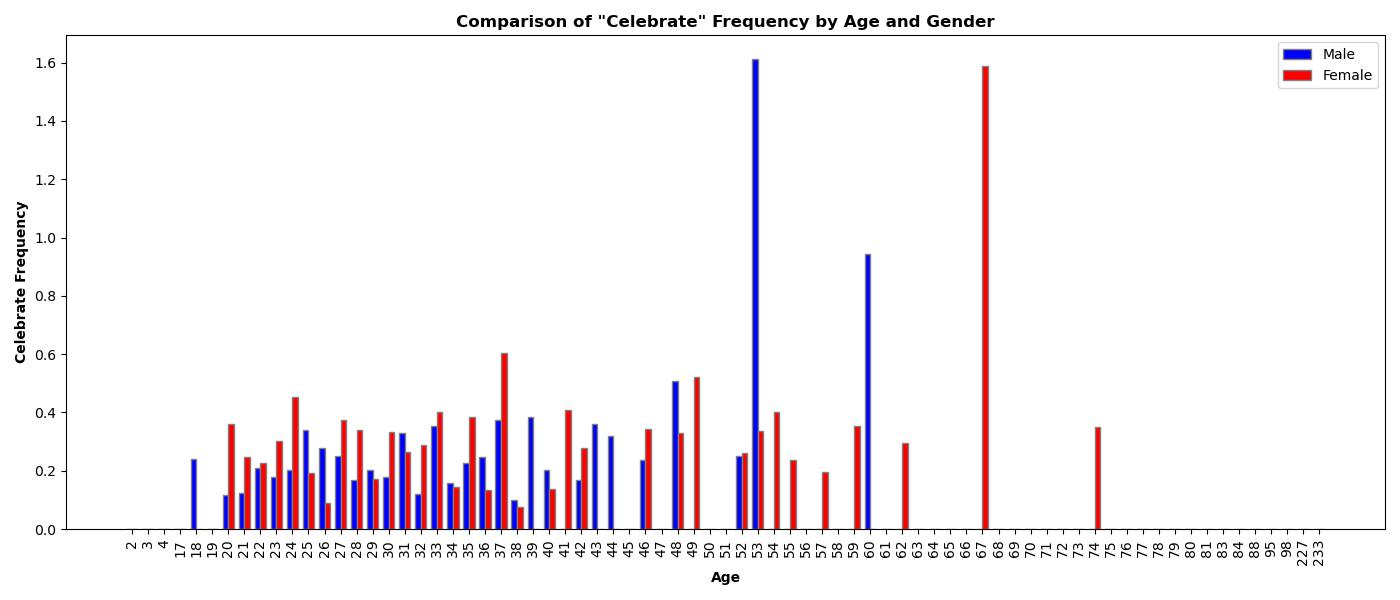 Comparison of "Celebrate" Frequency by Age and Gender
Male
Female
Celebrate Frequency
1.6
1.4
1.2
1.0
0.8
0.6
0.4
0.2
0.0
2 3 4 17 18 19 20 21 22 23 24 25 26 27 28 29 30 31 32 33 34 35 36 37 38 39 40 41 42 43 44 45 46 47 48 49 50 51 52 53 54 55 56 57 58 59 60 61 62 63 64 65 66 67 68 69 70 71 72 73 74 75 76 77 78 79 80 81 83 84 88 95 98 227 233
Age